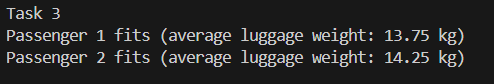 Task 3
Passenger 1 fits (average luggage weight: 13.75 kg)
Passenger 2 fits (average luggage weight: 14.25 kg)